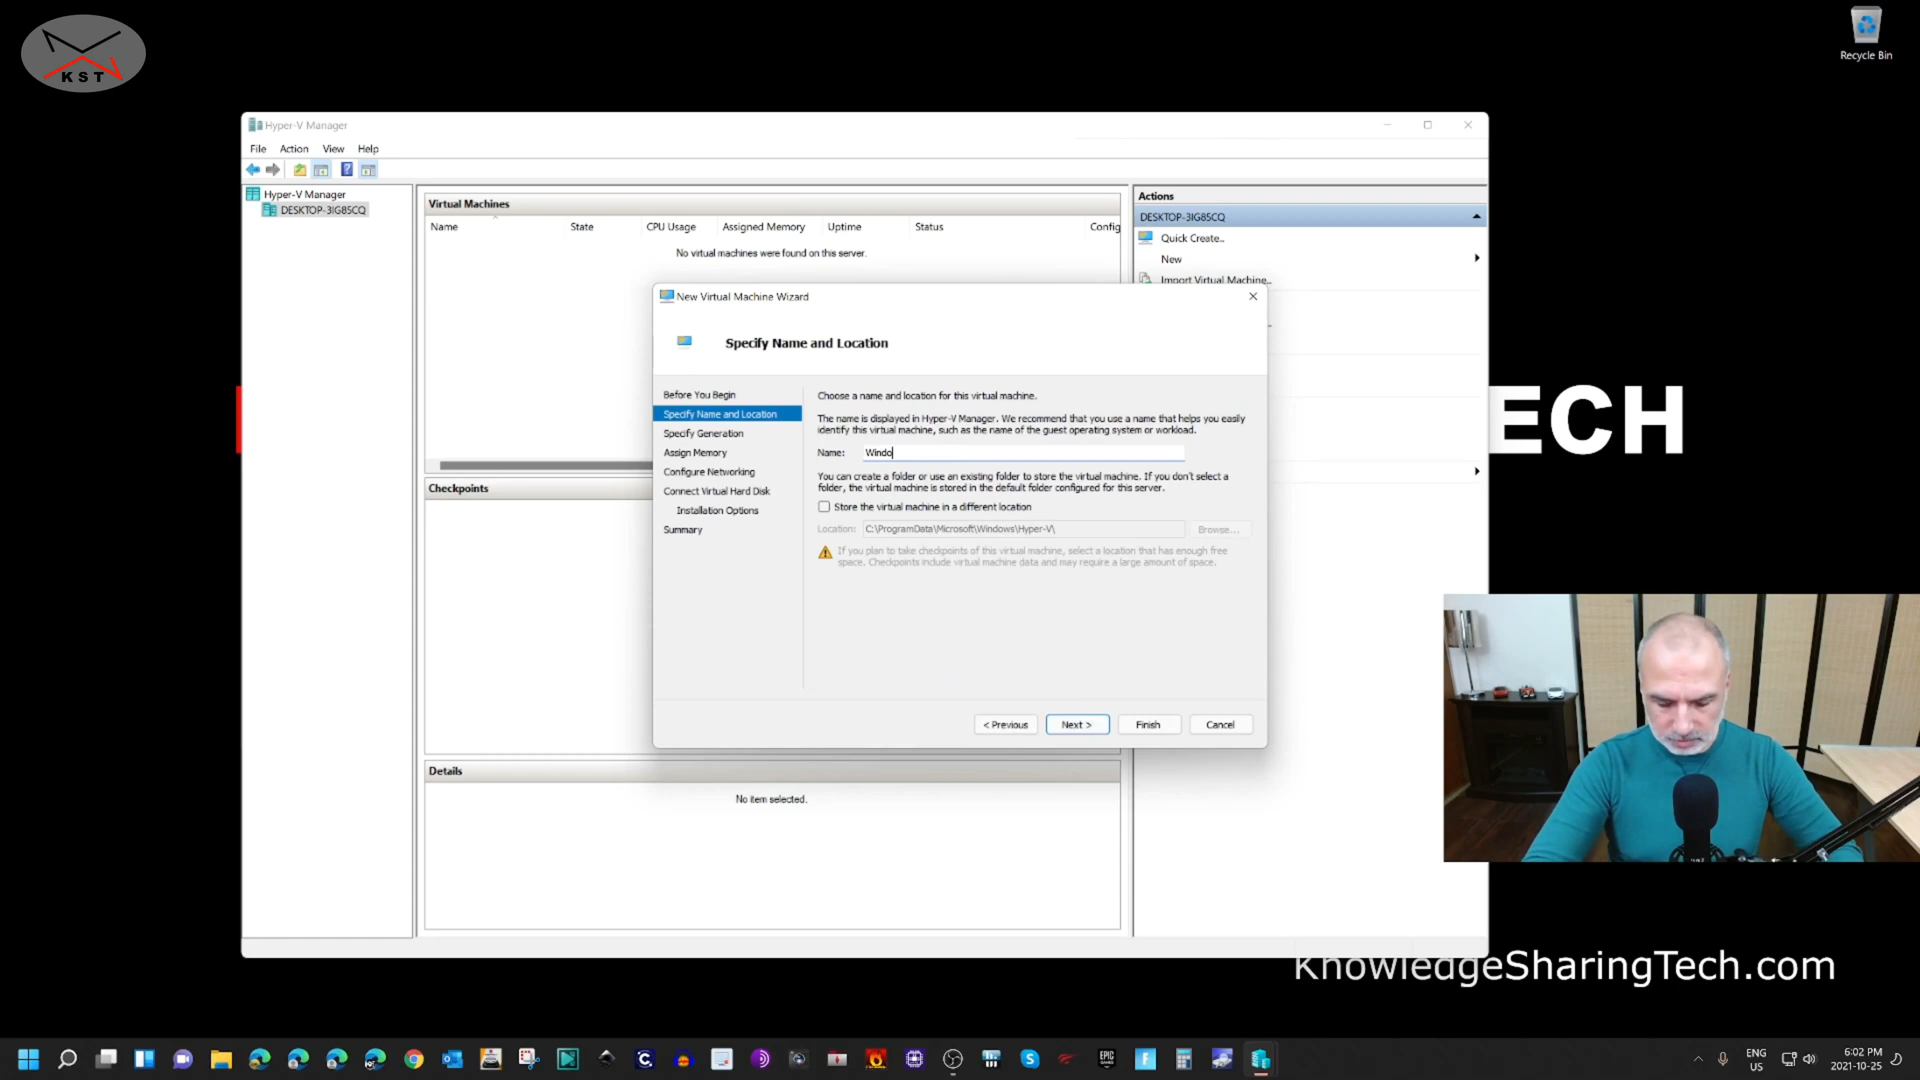 KST
Recycle Bin
Hyper-V Manager
File Action View Help
Hyper-V Manager
DESKTOP-3IG85CQ
Virtual Machines
Name State CPU Usage Assigned Memory Uptime Status Config
No virtual machines were found on this server.
Checkpoints
Details
No item selected.
Actions
DESKTOP-3IG85CQ
Quick Create...
New
Import Virtual Machine...
New Virtual Machine Wizard
Specify Name and Location
Before You Begin
Specify Name and Location
Specify Generation
Assign Memory
Configure Networking
Connect Virtual Hard Disk
Installation Options
Summary
Choose a name and location for this virtual machine.
The name is displayed in Hyper-V Manager. We recommend that you use a name that helps you easily
identify this virtual machine, such as the name of the guest operating system or workload.
Name: Windo
You can create a folder or use an existing folder to store the virtual machine. If you don't select a
folder, the virtual machine is stored in the default folder configured for this server.
Store the virtual machine in a different location
Location: C:\ProgramData\Microsoft\Windows\Hyper-V\ Browse...
If you plan to take checkpoints of this virtual machine, select a location that has enough free
space. Checkpoints include virtual machine data and may require a large amount of space.
< Previous Next > Finish Cancel
ECH
KnowledgeSharingTech.com
EPIC
ENG
US
6:02 PM
2021-10-25